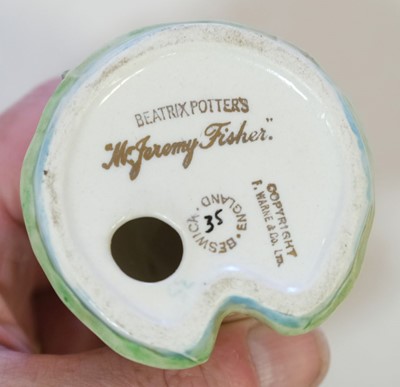 BEATRIX POTTER'S
"Mr. Jeremy Fisher".
BESWICK · ENGLAND ·
35
COPYRIGHT
F. WARNE & Co. LTD.